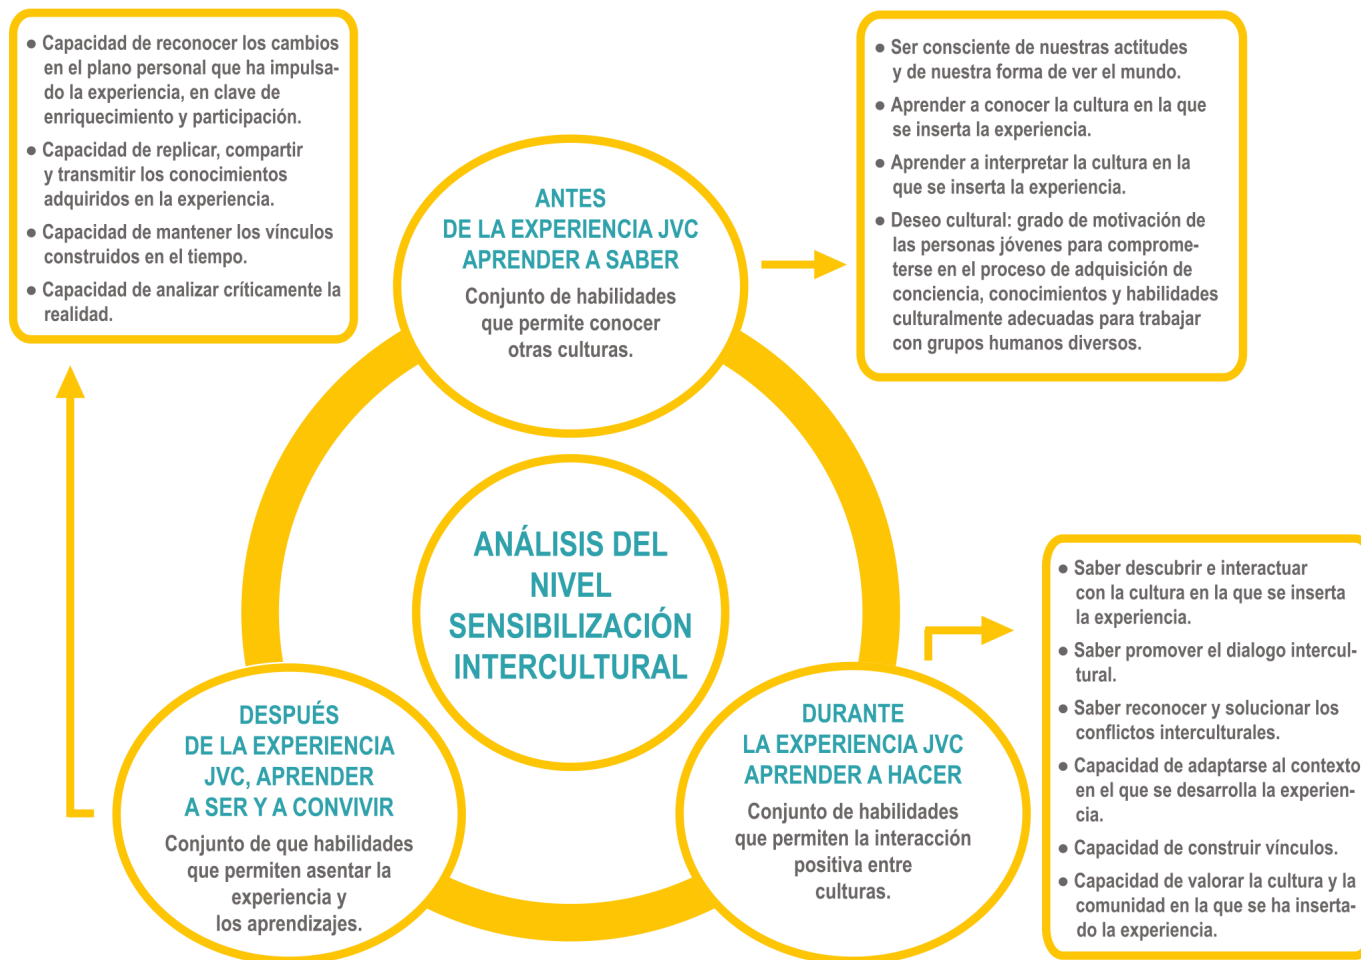 ● Capacidad de reconocer los cambios
en el plano personal que ha impulsa-
do la experiencia, en clave de
enriquecimiento y participación.
● Capacidad de replicar, compartir
y transmitir los conocimientos
adquiridos en la experiencia.
● Capacidad de mantener los vínculos
construidos en el tiempo.
● Capacidad de analizar críticamente la
realidad.
ANTES
DE LA EXPERIENCIA JVC
APRENDER A SABER
Conjunto de habilidades
que permite conocer
otras culturas.
● Ser consciente de nuestras actitudes
y de nuestra forma de ver el mundo.
● Aprender a conocer la cultura en la que
se inserta la experiencia.
● Aprender a interpretar la cultura en la
que se inserta la experiencia.
● Deseo cultural: grado de motivación de
las personas jóvenes para comprome-
terse en el proceso de adquisición de
conciencia, conocimientos y habilidades
culturalmente adecuadas para trabajar
con grupos humanos diversos.
ANÁLISIS DEL
NIVEL
SENSIBILIZACIÓN
INTERCULTURAL
DESPUÉS
DE LA EXPERIENCIA
JVC, APRENDER
A SER Y A CONVIVIR
Conjunto de que habilidades
que permiten asentar la
experiencia y
los aprendizajes.
DURANTE
LA EXPERIENCIA JVC
APRENDER A HACER
Conjunto de habilidades
que permiten la interacción
positiva entre
culturas.
● Saber descubrir e interactuar
con la cultura en la que se inserta
la experiencia.
● Saber promover el dialogo intercul-
tural.
● Saber reconocer y solucionar los
conflictos interculturales.
● Capacidad de adaptarse al contexto
en el que se desarrolla la experien-
cia.
● Capacidad de construir vínculos.
● Capacidad de valorar la cultura y la
comunidad en la que se ha inserta-
do la experiencia.